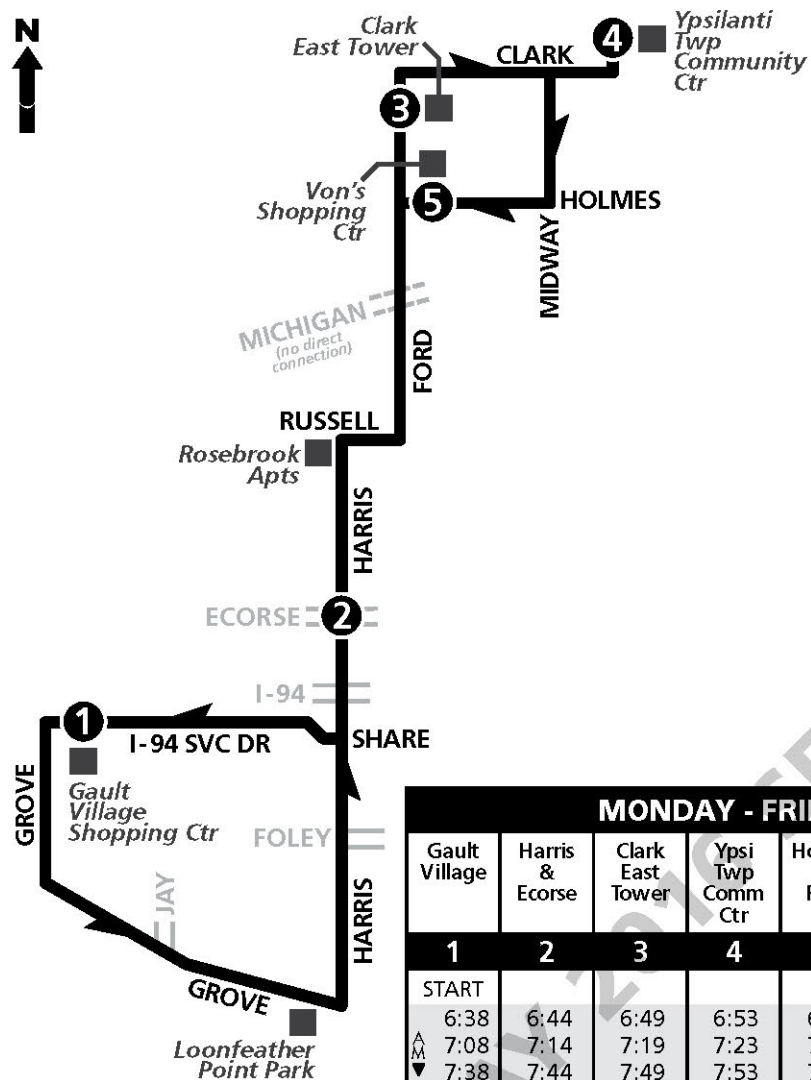 N
Clark
East Tower
CLARK
4
Ypsilanti
Twp
Community
Ctr
3
Von's
Shopping
Ctr
5
HOLMES
MIDWAY
MICHIGAN
(no direct
connection)
FORD
RUSSELL
Rosebrook
Apts
HARRIS
ECORSE
2
I-94
1
I-94 SVC DR
SHARE
GROVE
Gault
Village
Shopping Ctr
FOLEY
JAY
HARRIS
GROVE
Loonfeather
Point Park
MONDAY - FRI
Gault Village Harris & Ecorse Clark East Tower Ypsi Twp Comm Ctr
1 2 3 4
START
6:38 6:44 6:49 6:53
AM 7:08 7:14 7:19 7:23
7:38 7:44 7:49 7:53